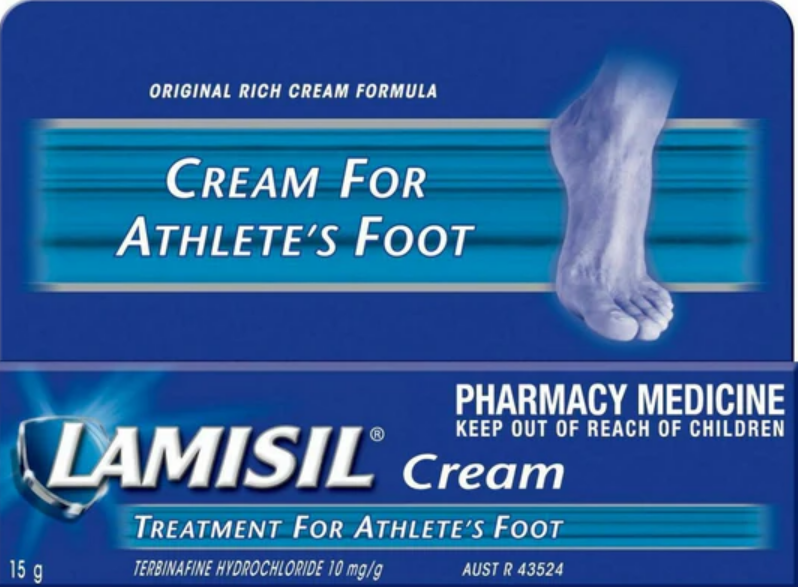 ORIGINAL RICH CREAM FORMULA
CREAM FOR
ATHLETE'S FOOT
PHARMACY MEDICINE
KEEP OUT OF REACH OF CHILDREN
LAMISIL® Cream
TREATMENT FOR ATHLETE'S FOOT
15 g TERBINAFINE HYDROCHLORIDE 10 mg/g AUST R 43524